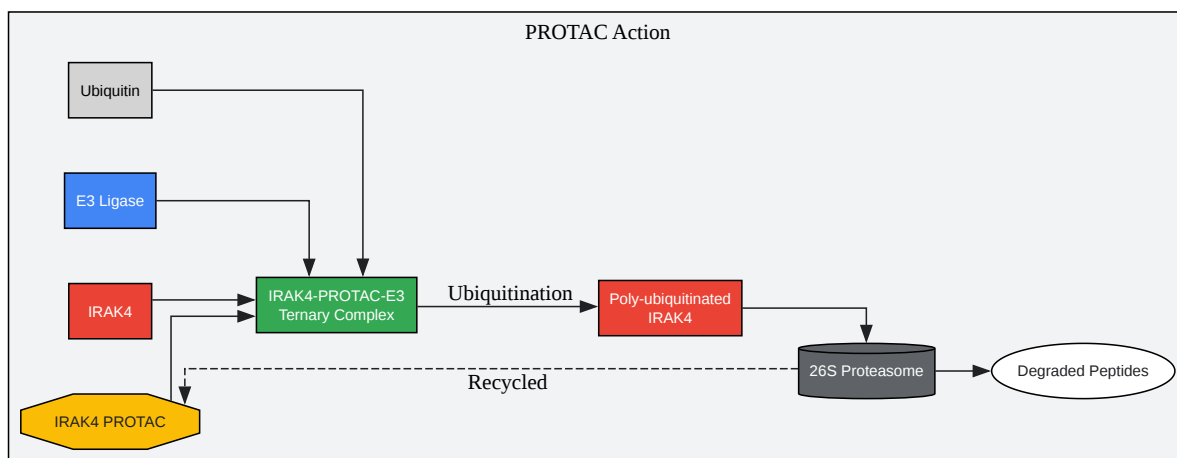 PROTAC Action
Ubiquitin
E3 Ligase
IRAK4
IRAK4-PROTAC-E3
Ternary Complex
Ubiquitination
Poly-ubiquitinated
IRAK4
26S Proteasome
Degraded Peptides
Recycled
IRAK4 PROTAC